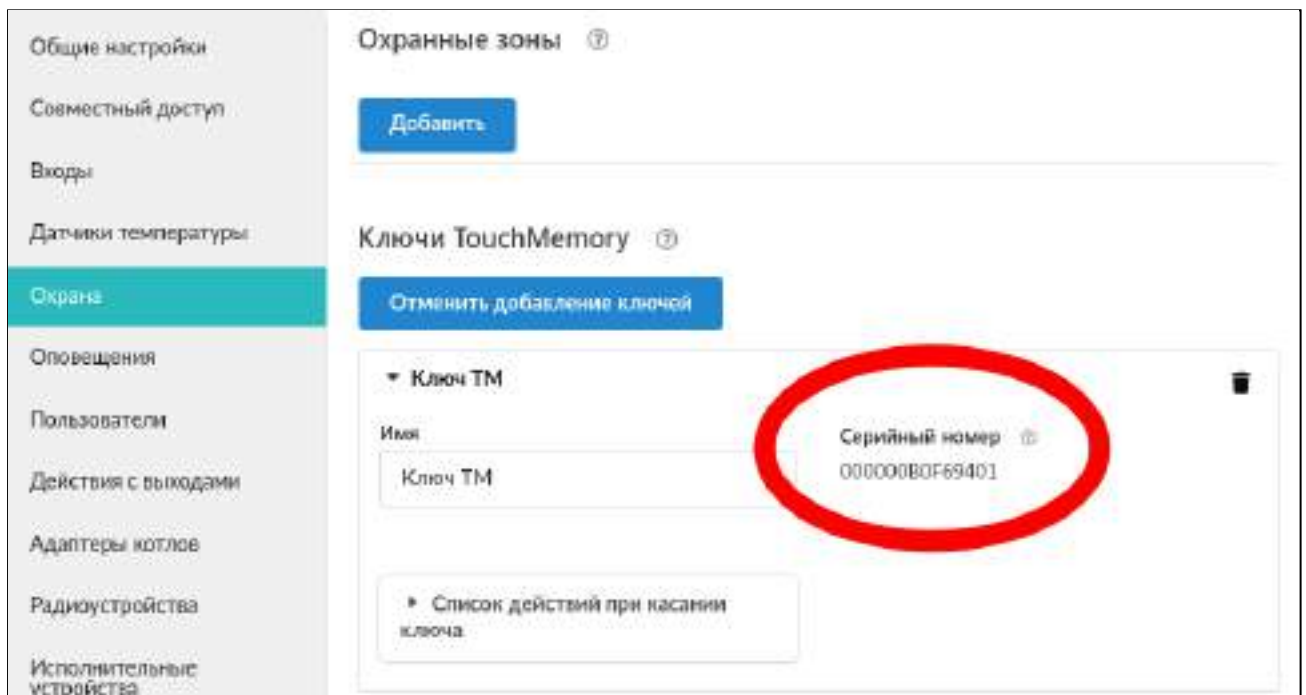 Общие настройки
Совместный доступ
Входы
Датчики температуры
Охрана
Оповещения
Пользователи
Действия с выходами
Адаптеры котлов
Радиоустройства
Исполнительные
устройства
Охранные зоны
Добавить
Ключи TouchMemory
Отменить добавление ключей
Ключ ТМ
Имя
Ключ ТМ
Серийный номер
000000B0F69401
Список действий при касании
ключа